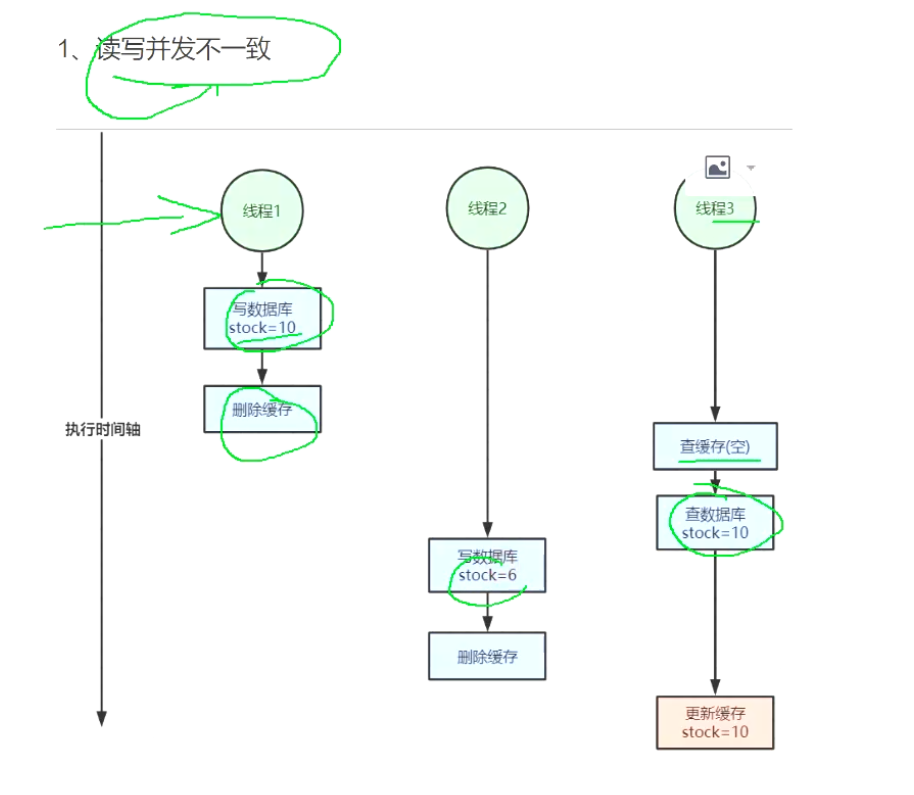 1、读写并发不一致
线程1
线程2
线程3
写数据库
stock=10
删除缓存
执行时间轴
查缓存(空)
查数据库
stock=10
写数据库
stock=6
删除缓存
更新缓存
stock=10